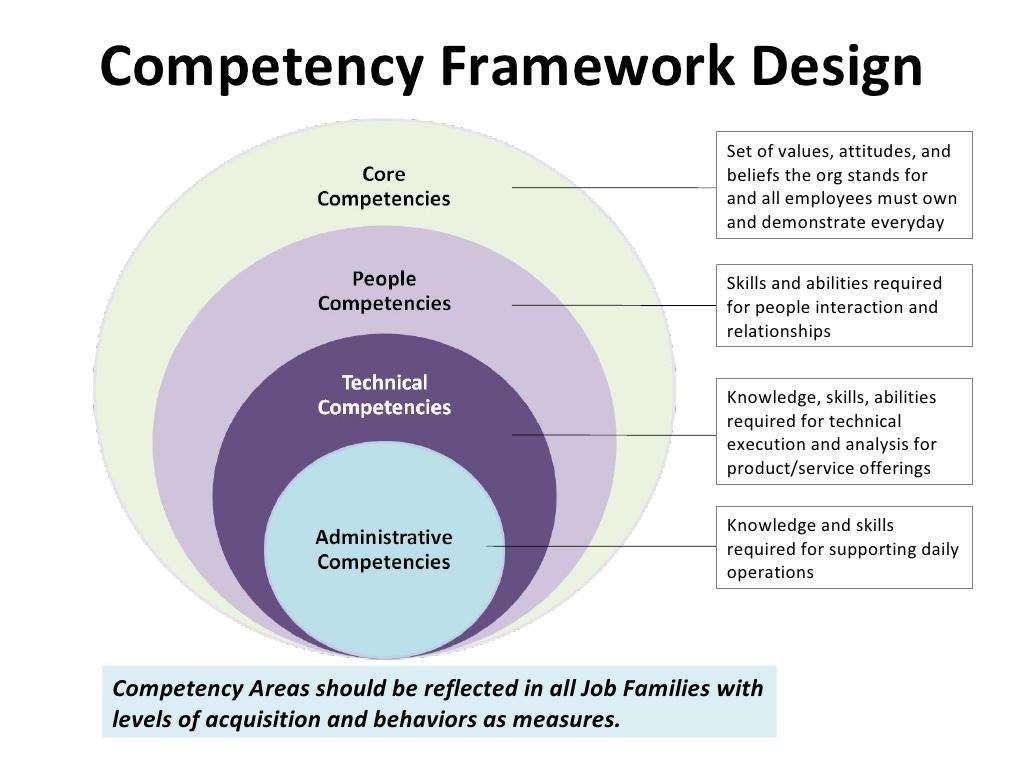 Competency Framework Design
Core
Competencies
Set of values, attitudes, and
beliefs the org stands for
and all employees must own
and demonstrate everyday
People
Competencies
Skills and abilities required
for people interaction and
relationships
Technical
Competencies
Knowledge, skills, abilities
required for technical
execution and analysis for
product/service offerings
Administrative
Competencies
Knowledge and skills
required for supporting daily
operations
Competency Areas should be reflected in all Job Families with
levels of acquisition and behaviors as measures.